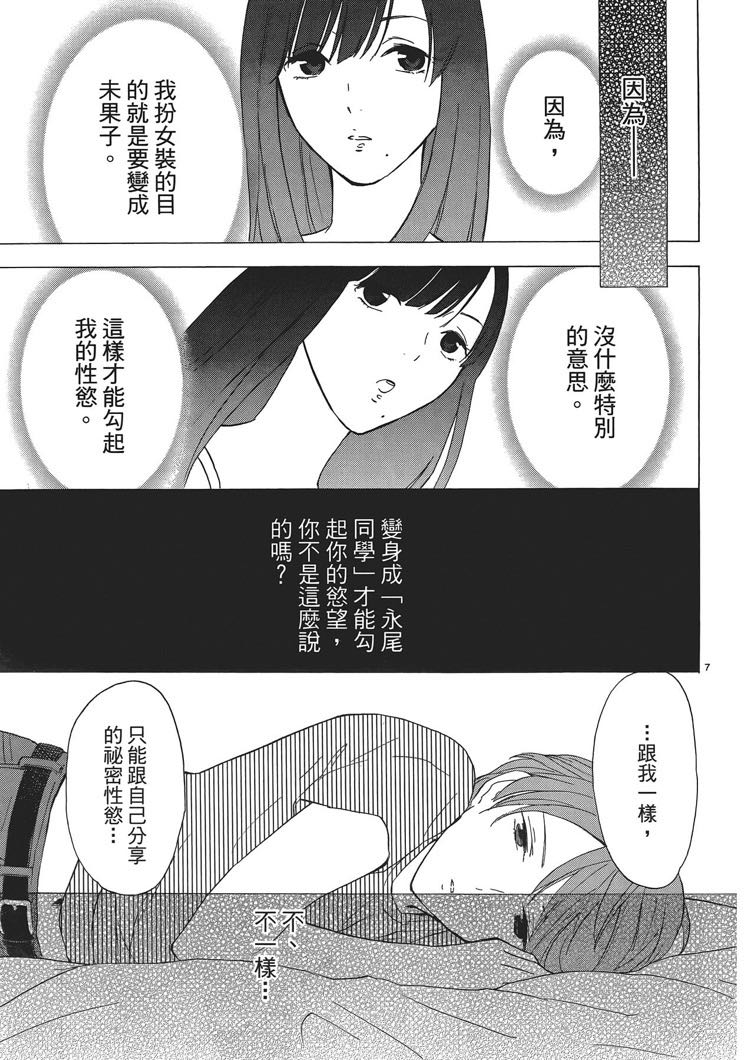 因為──
因為，
我扮女裝的目
的就是要變成
未果子。
沒什麼特別
的意思。
這樣才能勾起
我的性慾。
變身成「永尾
同學」才能勾
起你的慾望，
你不是這麼說
的嗎？
7
…跟我一樣，
只能跟自己分享
的祕密性慾…
不、
不一樣…